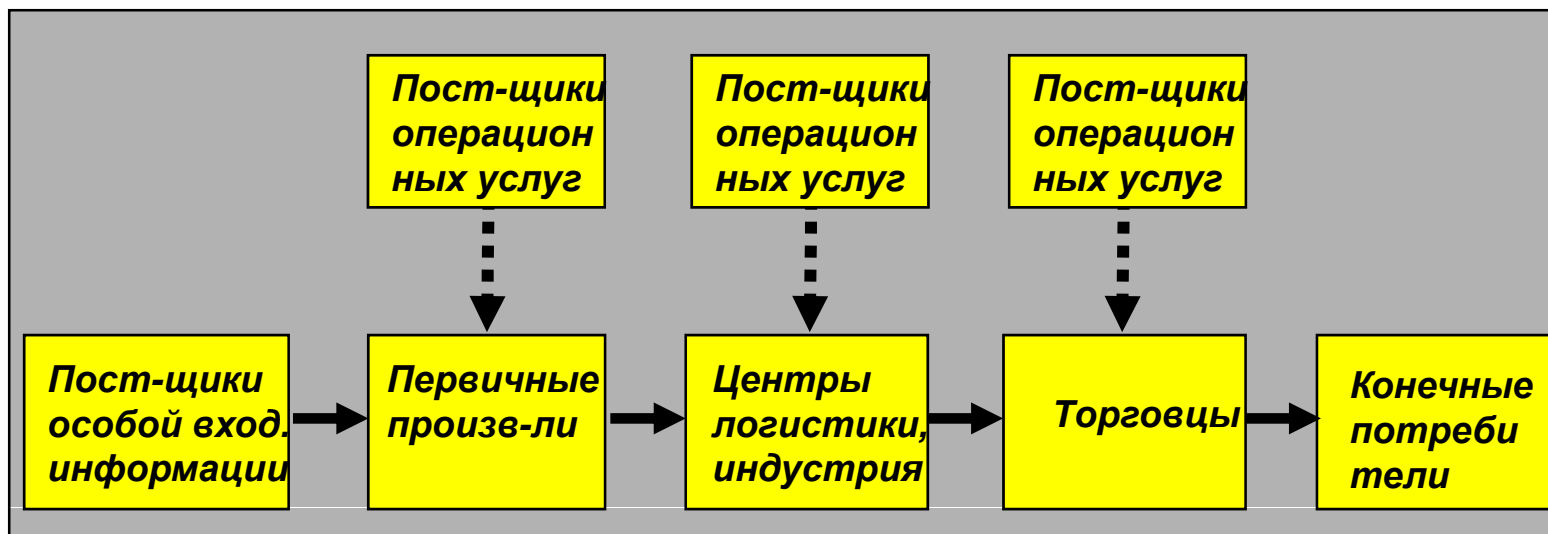 Пост-щики
операцион
ных услуг
Пост-щики
операцион
ных услуг
Пост-щики
операцион
ных услуг
Пост-щики
особой вход.
информации
Первичные
произв-ли
Центры
логистики,
индустрия
Торговцы
Конечные
потреби
тели